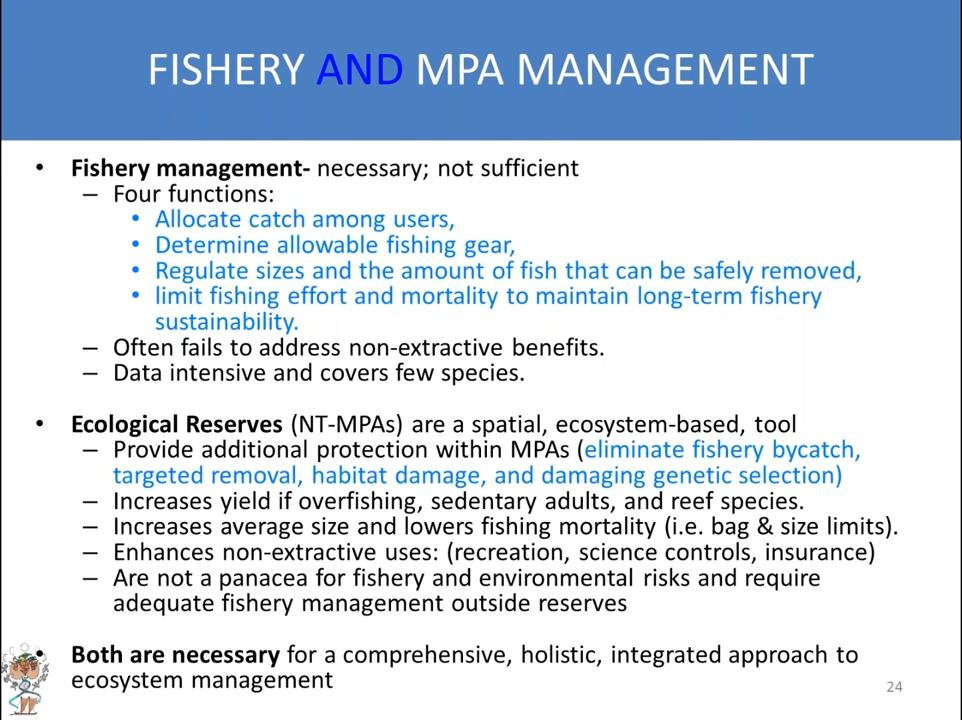 FISHERY AND MPA MANAGEMENT
• Fishery management- necessary; not sufficient
– Four functions:
• Allocate catch among users,
• Determine allowable fishing gear,
• Regulate sizes and the amount of fish that can be safely removed,
• limit fishing effort and mortality to maintain long-term fishery
sustainability.
– Often fails to address non-extractive benefits.
– Data intensive and covers few species.
• Ecological Reserves (NT-MPAs) are a spatial, ecosystem-based, tool
– Provide additional protection within MPAs (eliminate fishery bycatch,
targeted removal, habitat damage, and damaging genetic selection)
– Increases yield if overfishing, sedentary adults, and reef species.
– Increases average size and lowers fishing mortality (i.e. bag & size limits).
– Enhances non-extractive uses: (recreation, science controls, insurance)
– Are not a panacea for fishery and environmental risks and require
adequate fishery management outside reserves
• Both are necessary for a comprehensive, holistic, integrated approach to
ecosystem management
24